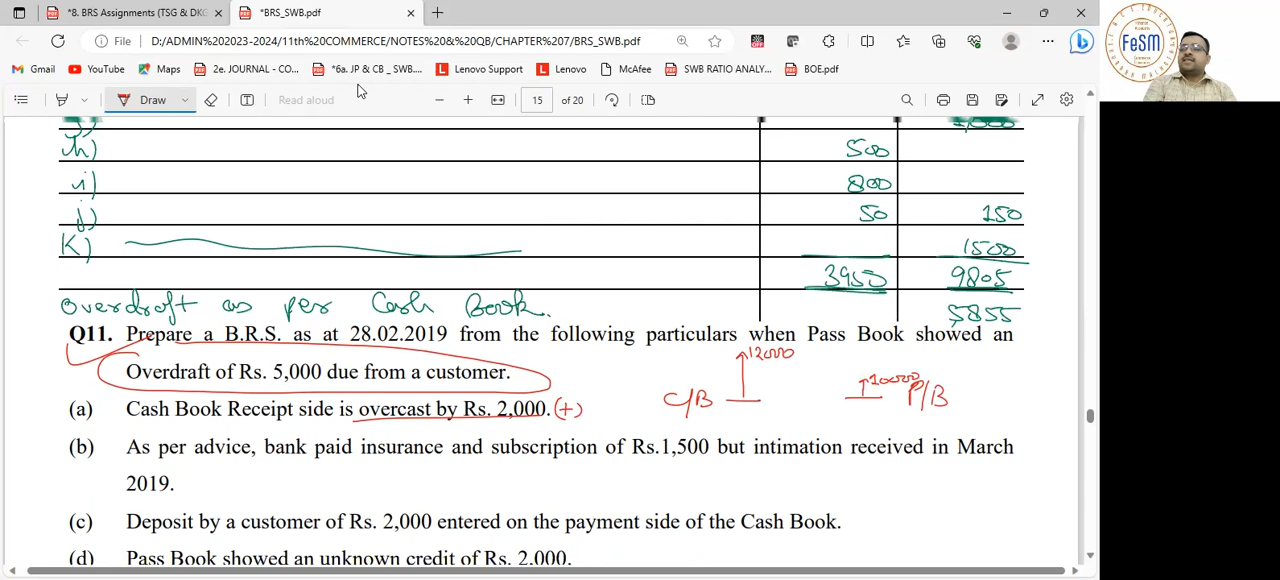 *8. BRS Assignments (TSG & DKG
*BRS_SWB.pdf
File
D:/ADMIN%202023-2024/11th%20COMMERCE/NOTES%20&%20QB/CHAPTER%207/BRS_SWB.pdf
Gmail
YouTube
Maps
2e. JOURNAL - CO...
*6a. JP & CB _ SWB....
Lenovo Support
Lenovo
McAfee
SWB RATIO ANALY...
BOE.pdf
Draw
Read aloud
15
of 20
h) 500
i) 800
j) 50 150
K) 1500
3950 9805
Overdraft as per Cash Book. 5855
Q11. Prepare a B.R.S. as at 28.02.2019 from the following particulars when Pass Book showed an
Overdraft of Rs. 5,000 due from a customer.
12000
10000
C/B
P/B
(a) Cash Book Receipt side is overcast by Rs. 2,000. (+)
(b) As per advice, bank paid insurance and subscription of Rs.1,500 but intimation received in March
2019.
(c) Deposit by a customer of Rs. 2,000 entered on the payment side of the Cash Book.
(d) Pass Book showed an unknown credit of Rs. 2,000.
FeSM